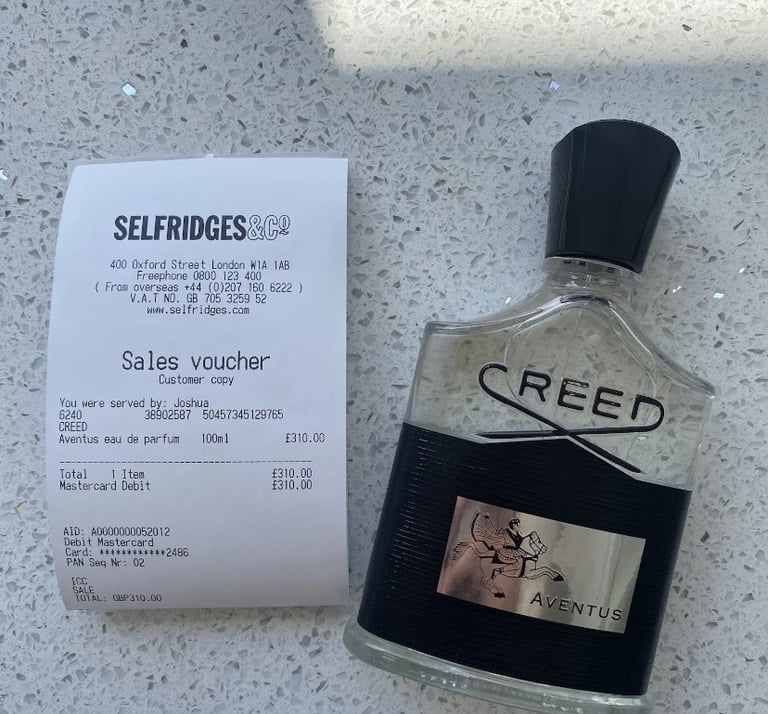 SELFRIDGES&Cº
400 Oxford Street London W1A 1AB
Freephone 0800 123 400
( From overseas +44 (0)207 160 6222 )
V.A.T NO. GB 705 3259 52
www.selfridges.com
Sales voucher
Customer copy
You were served by: Joshua
6240 38902587 50457345129765
CREED
Aventus eau de parfum 100ml £310.00
Total 1 Item £310.00
Mastercard Debit £310.00
AID: A0000000052012
Debit Mastercard
Card: ************2486
PAN Seq Nr: 02
ICC
SALE
TOTAL: GBP310.00
CREED
AVENTUS